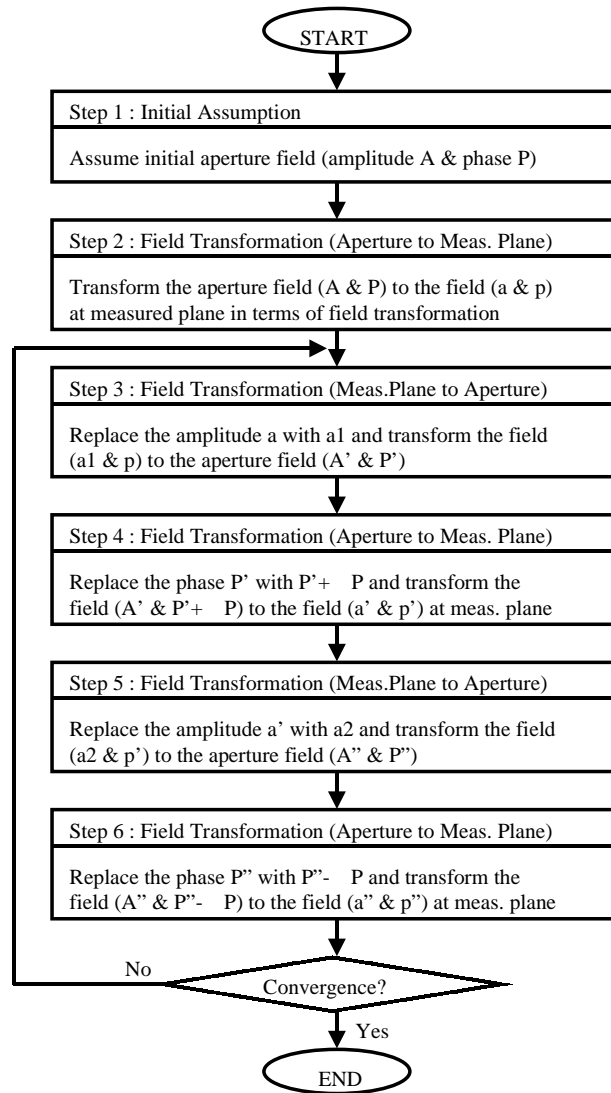 START
Step 1 : Initial Assumption
Assume initial aperture field (amplitude A & phase P)
Step 2 : Field Transformation (Aperture to Meas. Plane)
Transform the aperture field (A & P) to the field (a & p)
at measured plane in terms of field transformation
Step 3 : Field Transformation (Meas.Plane to Aperture)
Replace the amplitude a with a1 and transform the field
(a1 & p) to the aperture field (A’ & P’)
Step 4 : Field Transformation (Aperture to Meas. Plane)
Replace the phase P’ with P’+ P and transform the
field (A’ & P’+ P) to the field (a’ & p’) at meas. plane
Step 5 : Field Transformation (Meas.Plane to Aperture)
Replace the amplitude a’ with a2 and transform the field
(a2 & p’) to the aperture field (A” & P”)
Step 6 : Field Transformation (Aperture to Meas. Plane)
Replace the phase P” with P”- P and transform the
field (A” & P”- P) to the field (a” & p”) at meas. plane
No
Convergence?
Yes
END